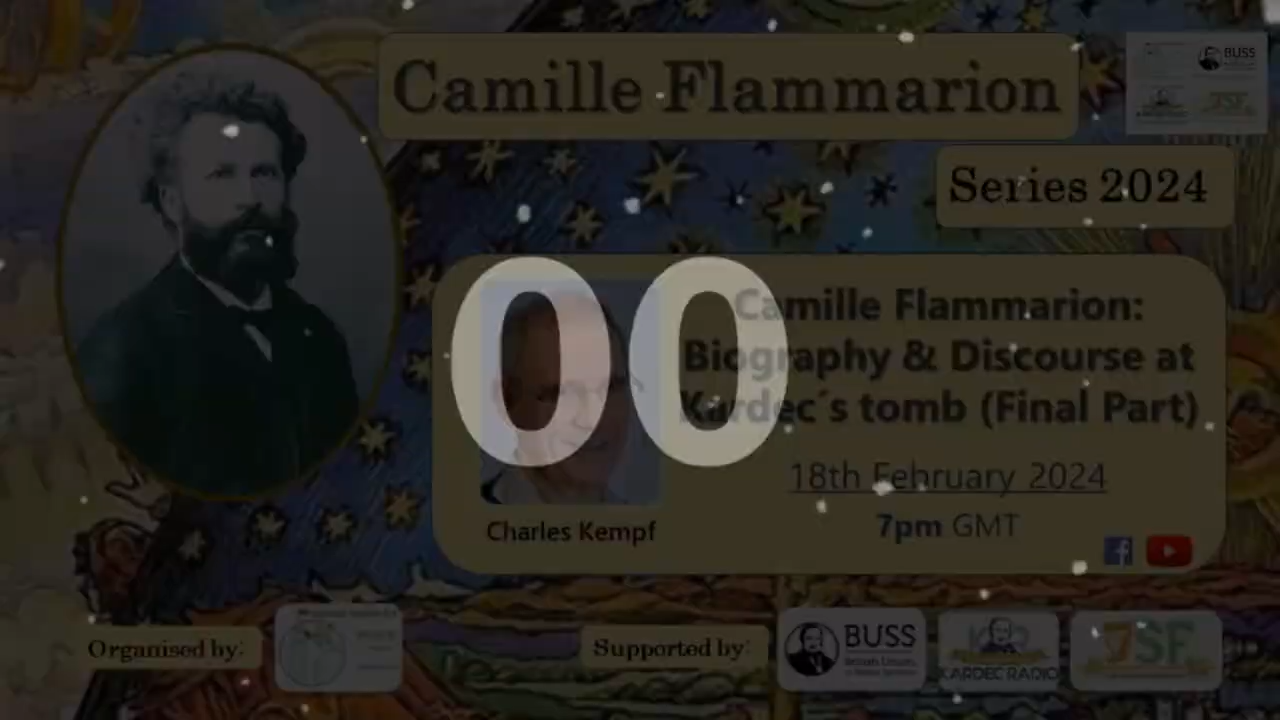 Camille Flammarion
BUSS
Series 2024
00
Camille Flammarion:
Biography & Discourse at
Kardec´s tomb (Final Part)
18th February 2024
7pm GMT
Charles Kempf
Organised by:
Supported by:
BUSS
KARDEC RADIO